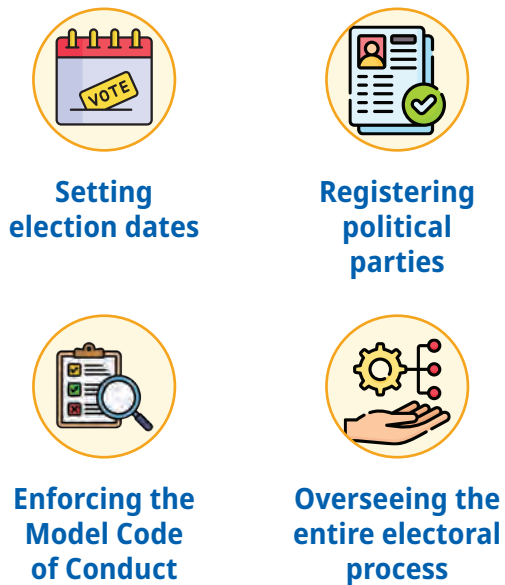 VOTE
Setting
election dates
Registering
political
parties
Enforcing the
Model Code
of Conduct
Overseeing the
entire electoral
process